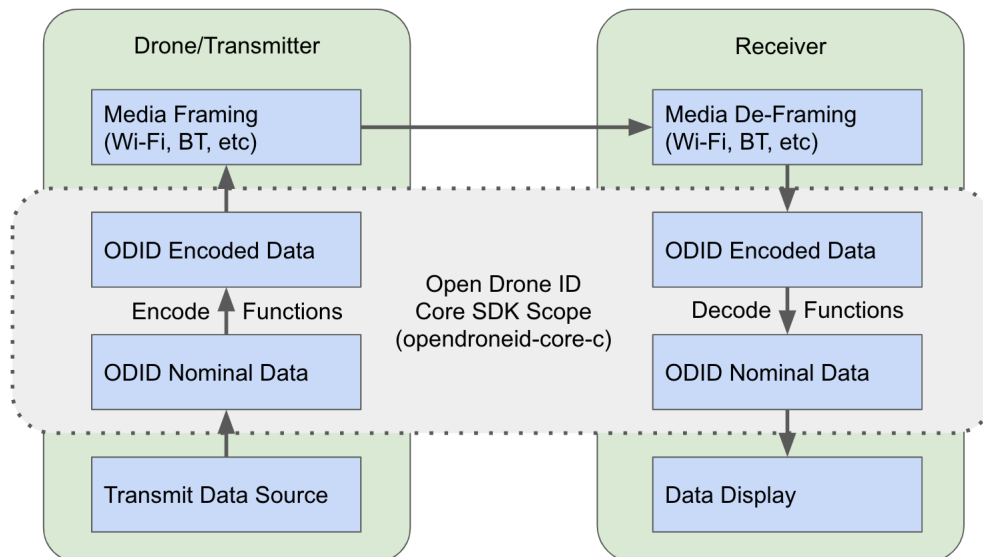 Drone/Transmitter
Media Framing
(Wi-Fi, BT, etc)
ODID Encoded Data
Encode Functions
ODID Nominal Data
Transmit Data Source
Open Drone ID
Core SDK Scope
(opendroneid-core-c)
Receiver
Media De-Framing
(Wi-Fi, BT, etc)
ODID Encoded Data
Decode Functions
ODID Nominal Data
Data Display